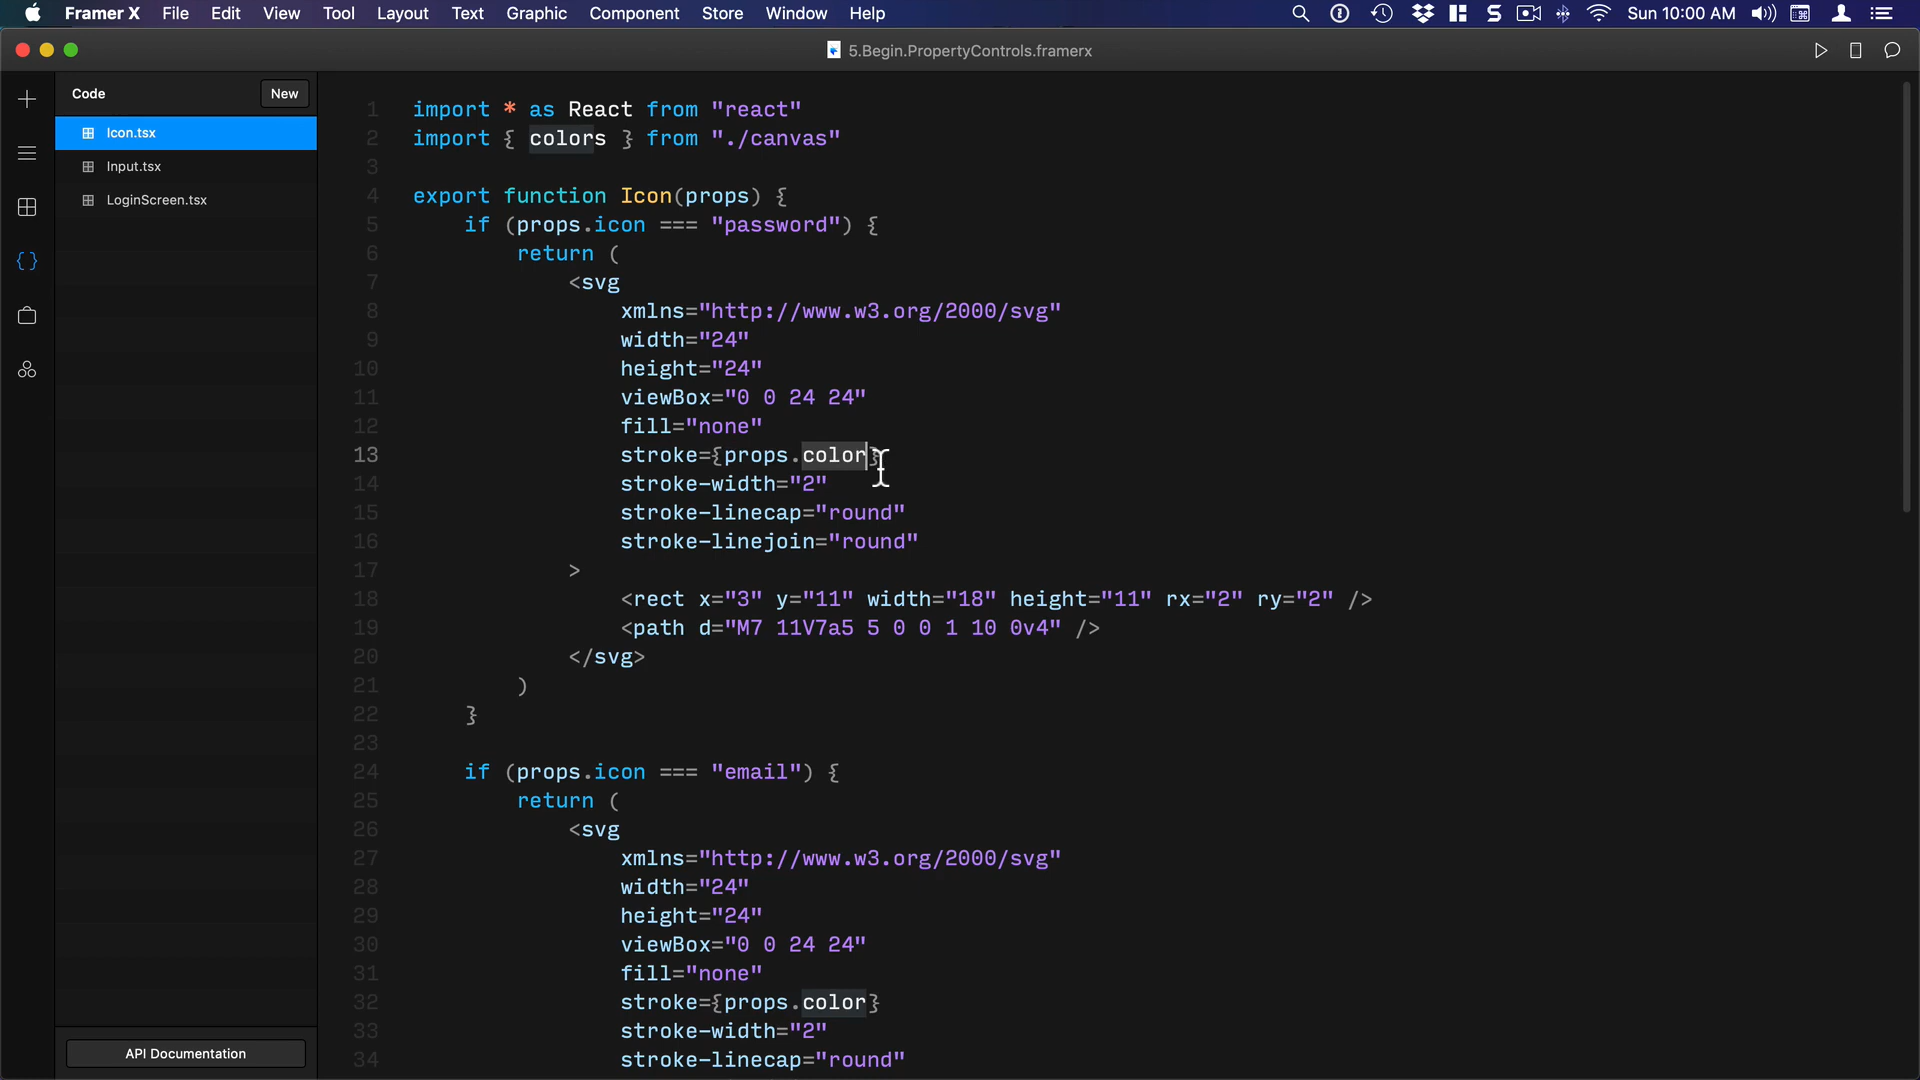 Framer X File Edit View Tool Layout Text Graphic Component Store Window Help Sun 10:00 AM
5.Begin.PropertyControls.framerx
Code New
Icon.tsx
Input.tsx
LoginScreen.tsx
API Documentation
1 import * as React from "react"
2 import { colors } from "./canvas"
3
4 export function Icon(props) {
5 if (props.icon === "password") {
6 return (
7 <svg
8 xmlns="http://www.w3.org/2000/svg"
9 width="24"
10 height="24"
11 viewBox="0 0 24 24"
12 fill="none"
13 stroke={props.color}
14 stroke-width="2"
15 stroke-linecap="round"
16 stroke-linejoin="round"
17 >
18 <rect x="3" y="11" width="18" height="11" rx="2" ry="2" />
19 <path d="M7 11V7a5 5 0 0 1 10 0v4" />
20 </svg>
21 )
22 }
23
24 if (props.icon === "email") {
25 return (
26 <svg
27 xmlns="http://www.w3.org/2000/svg"
28 width="24"
29 height="24"
30 viewBox="0 0 24 24"
31 fill="none"
32 stroke={props.color}
33 stroke-width="2"
34 stroke-linecap="round"